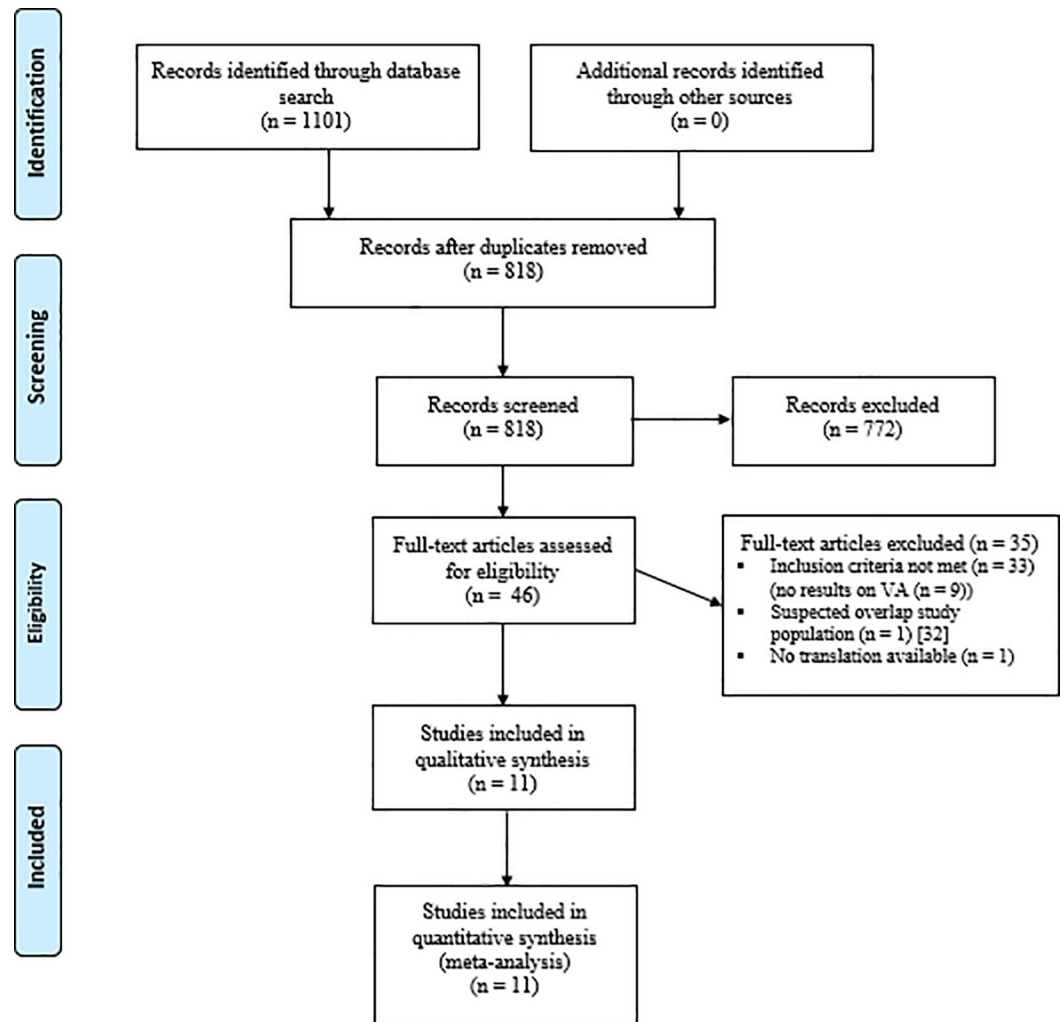 Identification
Records identified through database
search
(n = 1101)
Additional records identified
through other sources
(n = 0)
Records after duplicates removed
(n = 818)
Screening
Records screened
(n = 818)
Records excluded
(n = 772)
Eligibility
Full-text articles assessed
for eligibility
(n = 46)
Full-text articles excluded (n = 35)
▪ Inclusion criteria not met (n = 33)
(no results on VA (n = 9))
▪ Suspected overlap study
population (n = 1) [32]
▪ No translation available (n = 1)
Included
Studies included in
qualitative synthesis
(n = 11)
Studies included in
quantitative synthesis
(meta-analysis)
(n = 11)